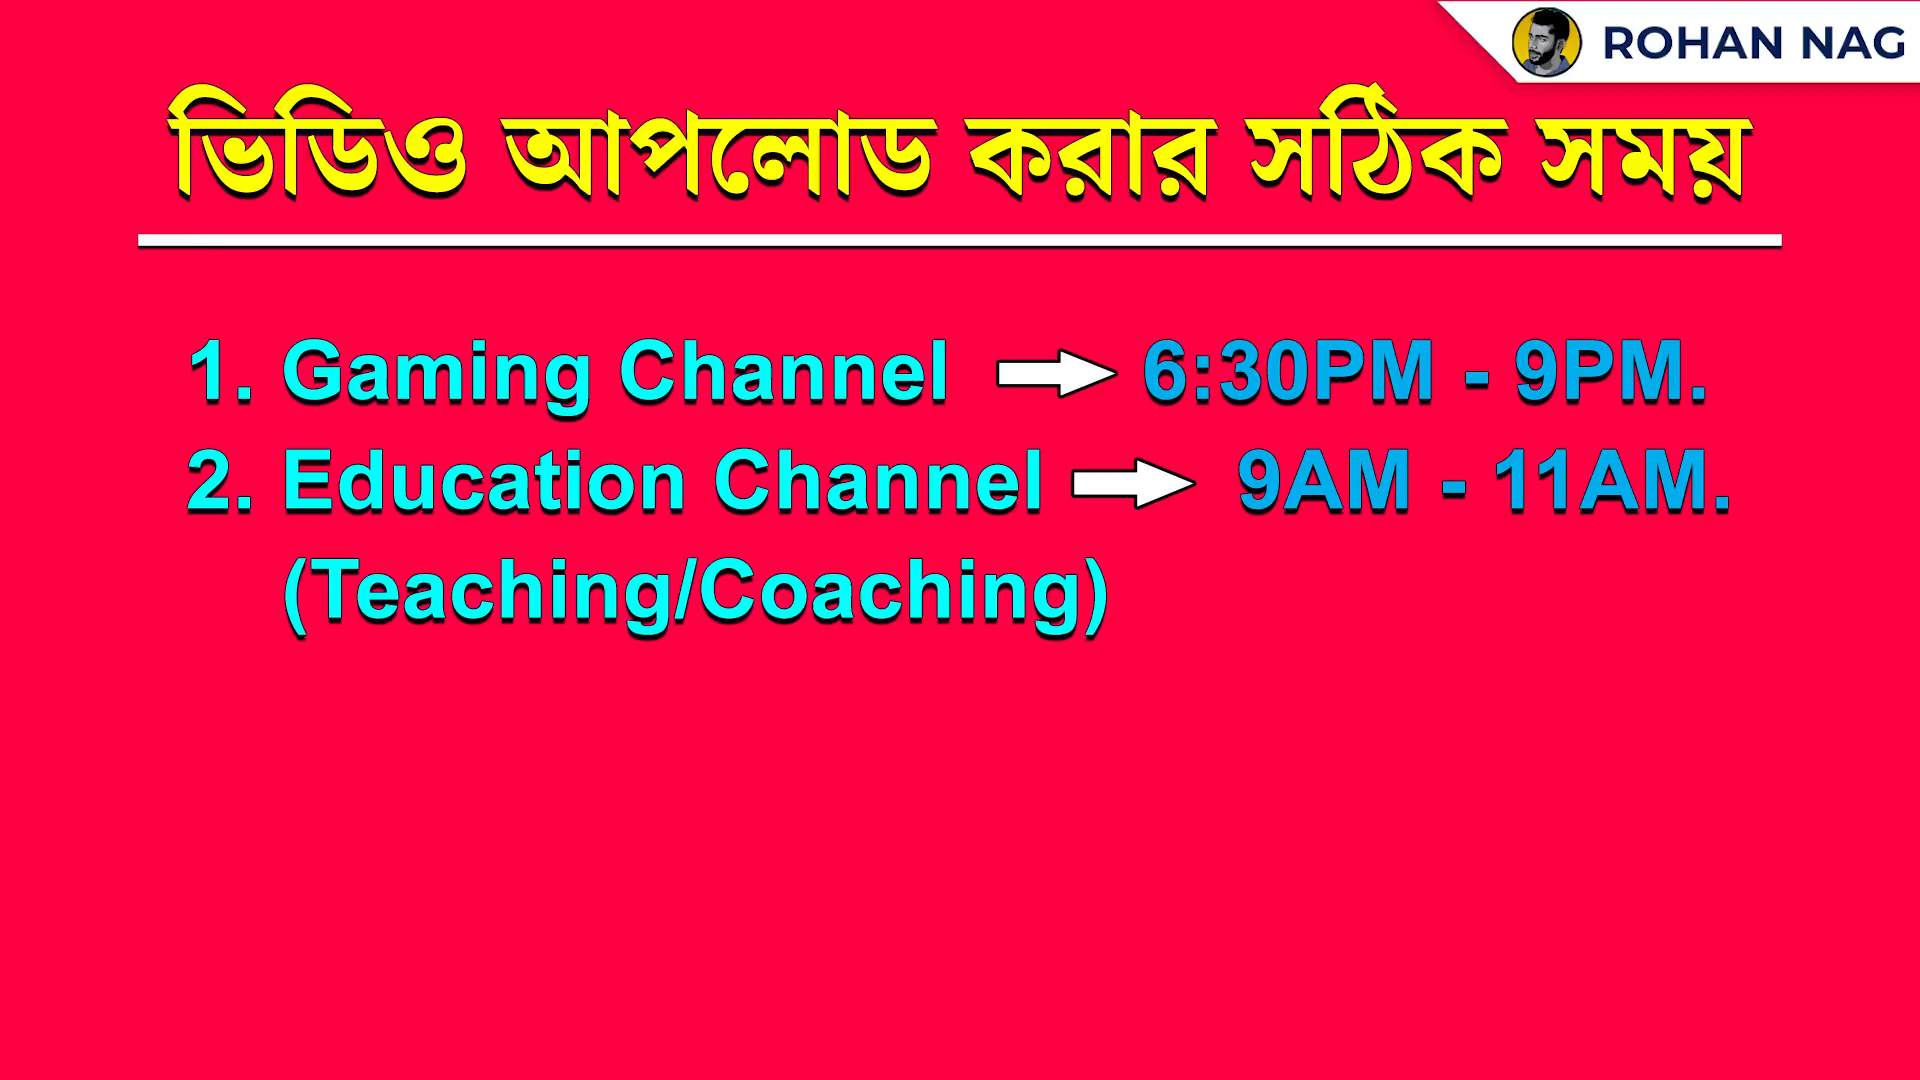 ROHAN NAG
ভিডিও আপলোড করার সঠিক সময়
1. Gaming Channel 6:30PM - 9PM.
2. Education Channel 9AM - 11AM.
(Teaching/Coaching)